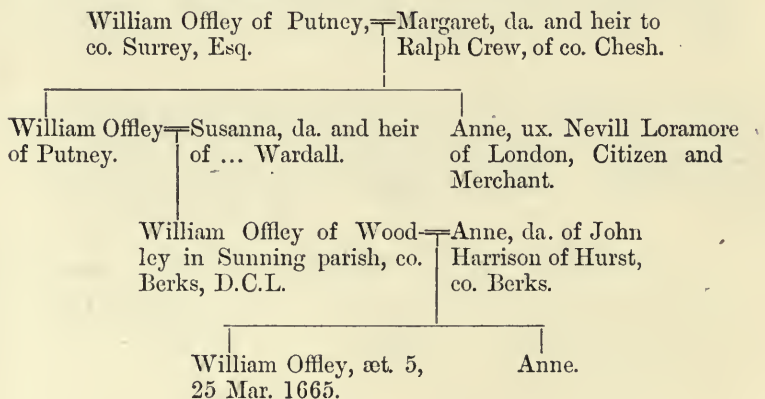 William Offley of Putney,
co. Surrey, Esq.
Margaret, da. and heir to
Ralph Crew, of co. Chesh.
William Offley
of Putney.
Susanna, da. and heir
of ... Wardall.
Anne, ux. Nevill Loramore
of London, Citizen and
Merchant.
William Offley of Wood-
ley in Sunning parish, co.
Berks, D.C.L.
Anne, da. of John
Harrison of Hurst,
co. Berks.
William Offley, æt. 5,
25 Mar. 1665.
Anne.